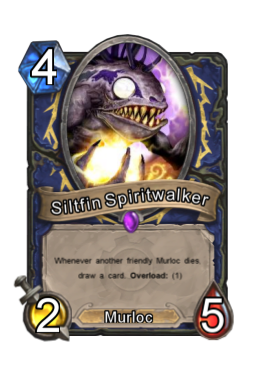 4
Siltfin Spiritwalker
Whenever another friendly Murloc dies
draw a card. Overload: (1)
2
Murloc
5